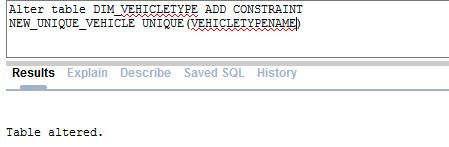 Alter table DIM_VEHICLETYPE ADD CONSTRAINT
NEW_UNIQUE_VEHICLE UNIQUE(VEHICLETYPENAME)
Results Explain Describe Saved SQL History
Table altered.